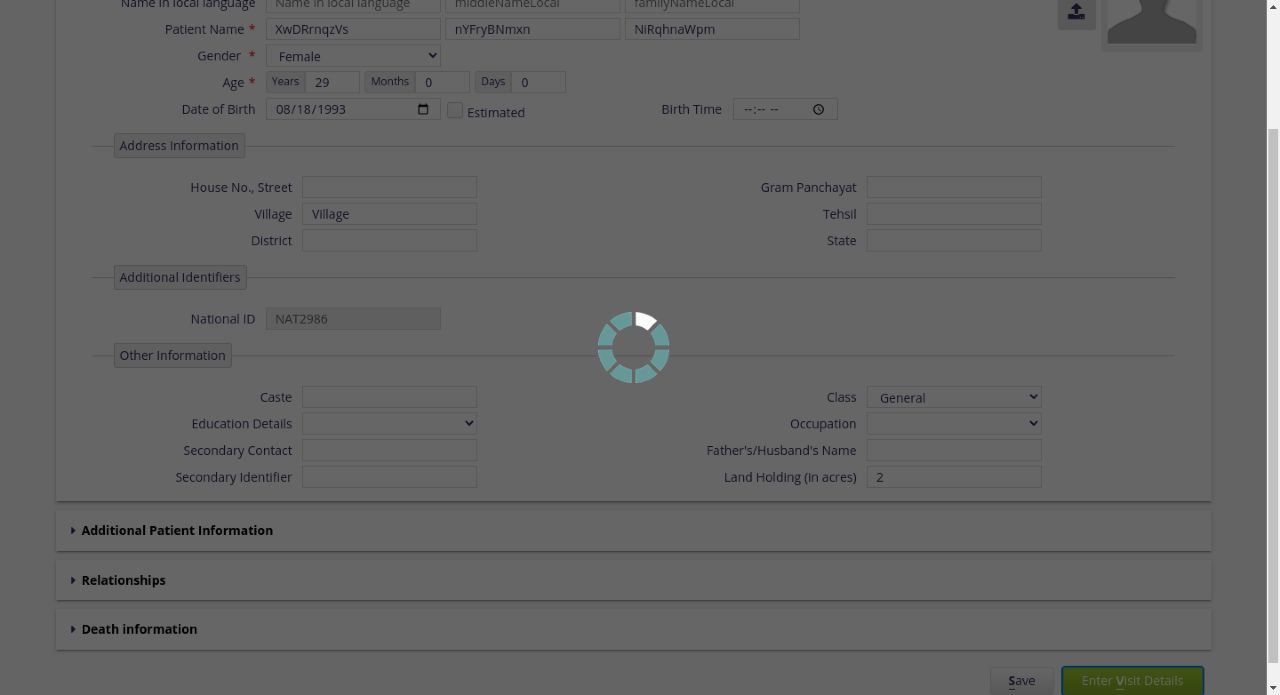 Name in local language Name in local language middleNameLocal familyNameLocal
Patient Name * XwDRrnqzVs nYFryBNmxn NiRqhnaWpm
Gender * Female
Age * Years 29 Months 0 Days 0
Date of Birth 08/18/1993 Estimated Birth Time --:-- --
Address Information
House No., Street Gram Panchayat
Village Village Tehsil
District State
Additional Identifiers
National ID NAT2986
Other Information
Caste Class General
Education Details Occupation
Secondary Contact Father's/Husband's Name
Secondary Identifier Land Holding (in acres) 2
Additional Patient Information
Relationships
Death information
Save Enter Visit Details